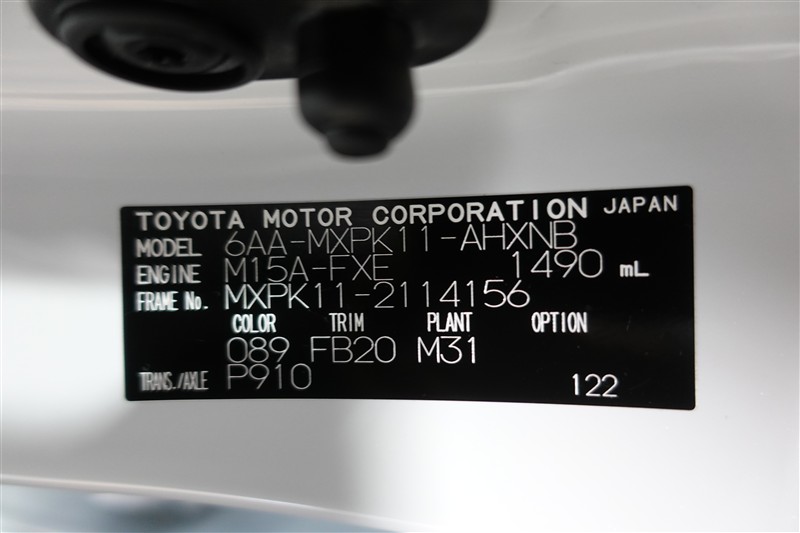 TOYOTA MOTOR CORPORATION JAPAN
MODEL 6AA-MXPK11-AHXNB
ENGINE M15A-FXE 1490 mL
FRAME No. MXPK11-2114156
COLOR TRIM PLANT OPTION
089 FB20 M31
TRANS./AXLE P910 122